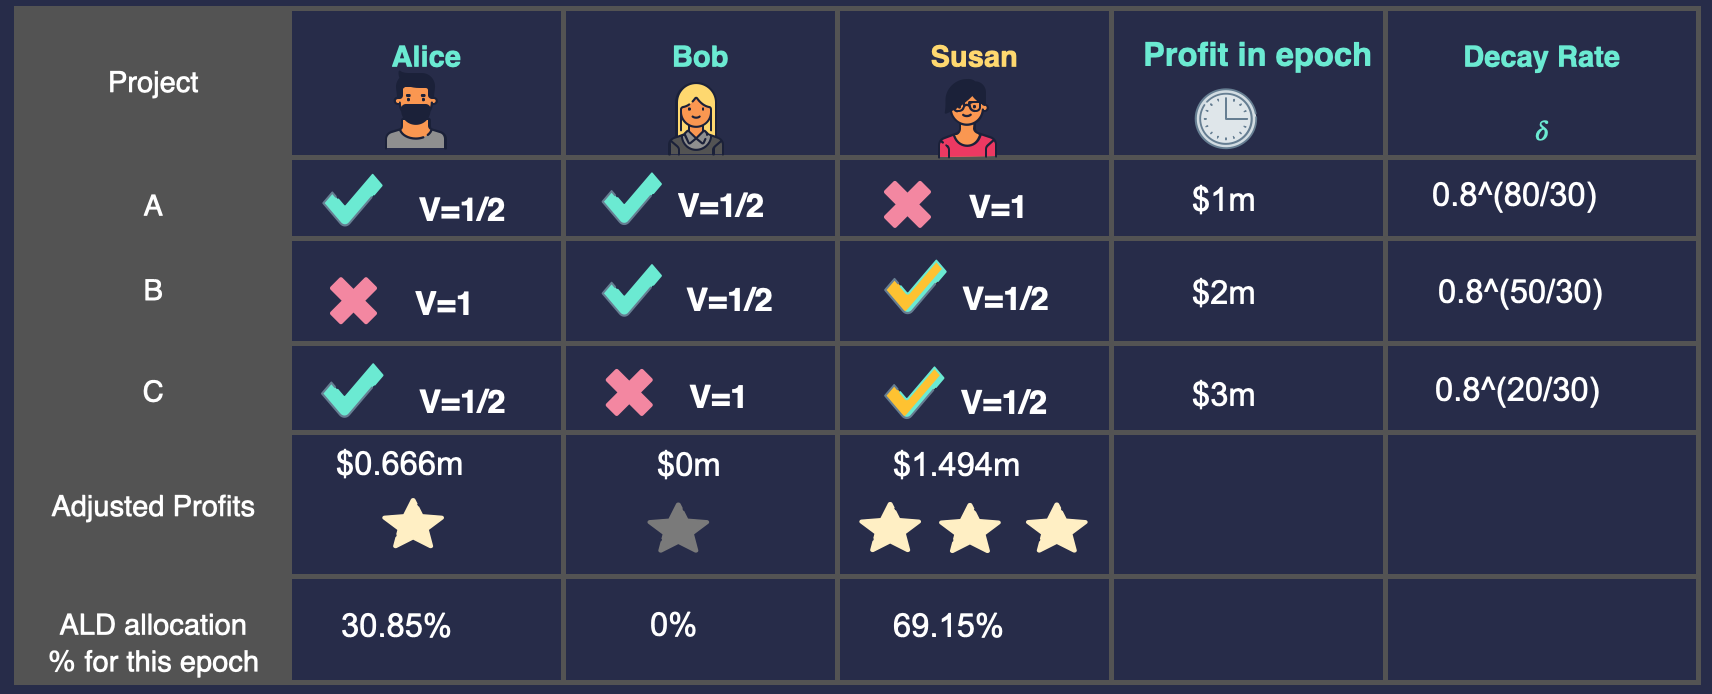 Project
Alice
Bob
Susan
Profit in epoch
Decay Rate
δ
A
V=1/2
V=1/2
V=1
$1m
0.8^(80/30)
B
V=1
V=1/2
V=1/2
$2m
0.8^(50/30)
C
V=1/2
V=1
V=1/2
$3m
0.8^(20/30)
Adjusted Profits
$0.666m
$0m
$1.494m
ALD allocation
% for this epoch
30.85%
0%
69.15%